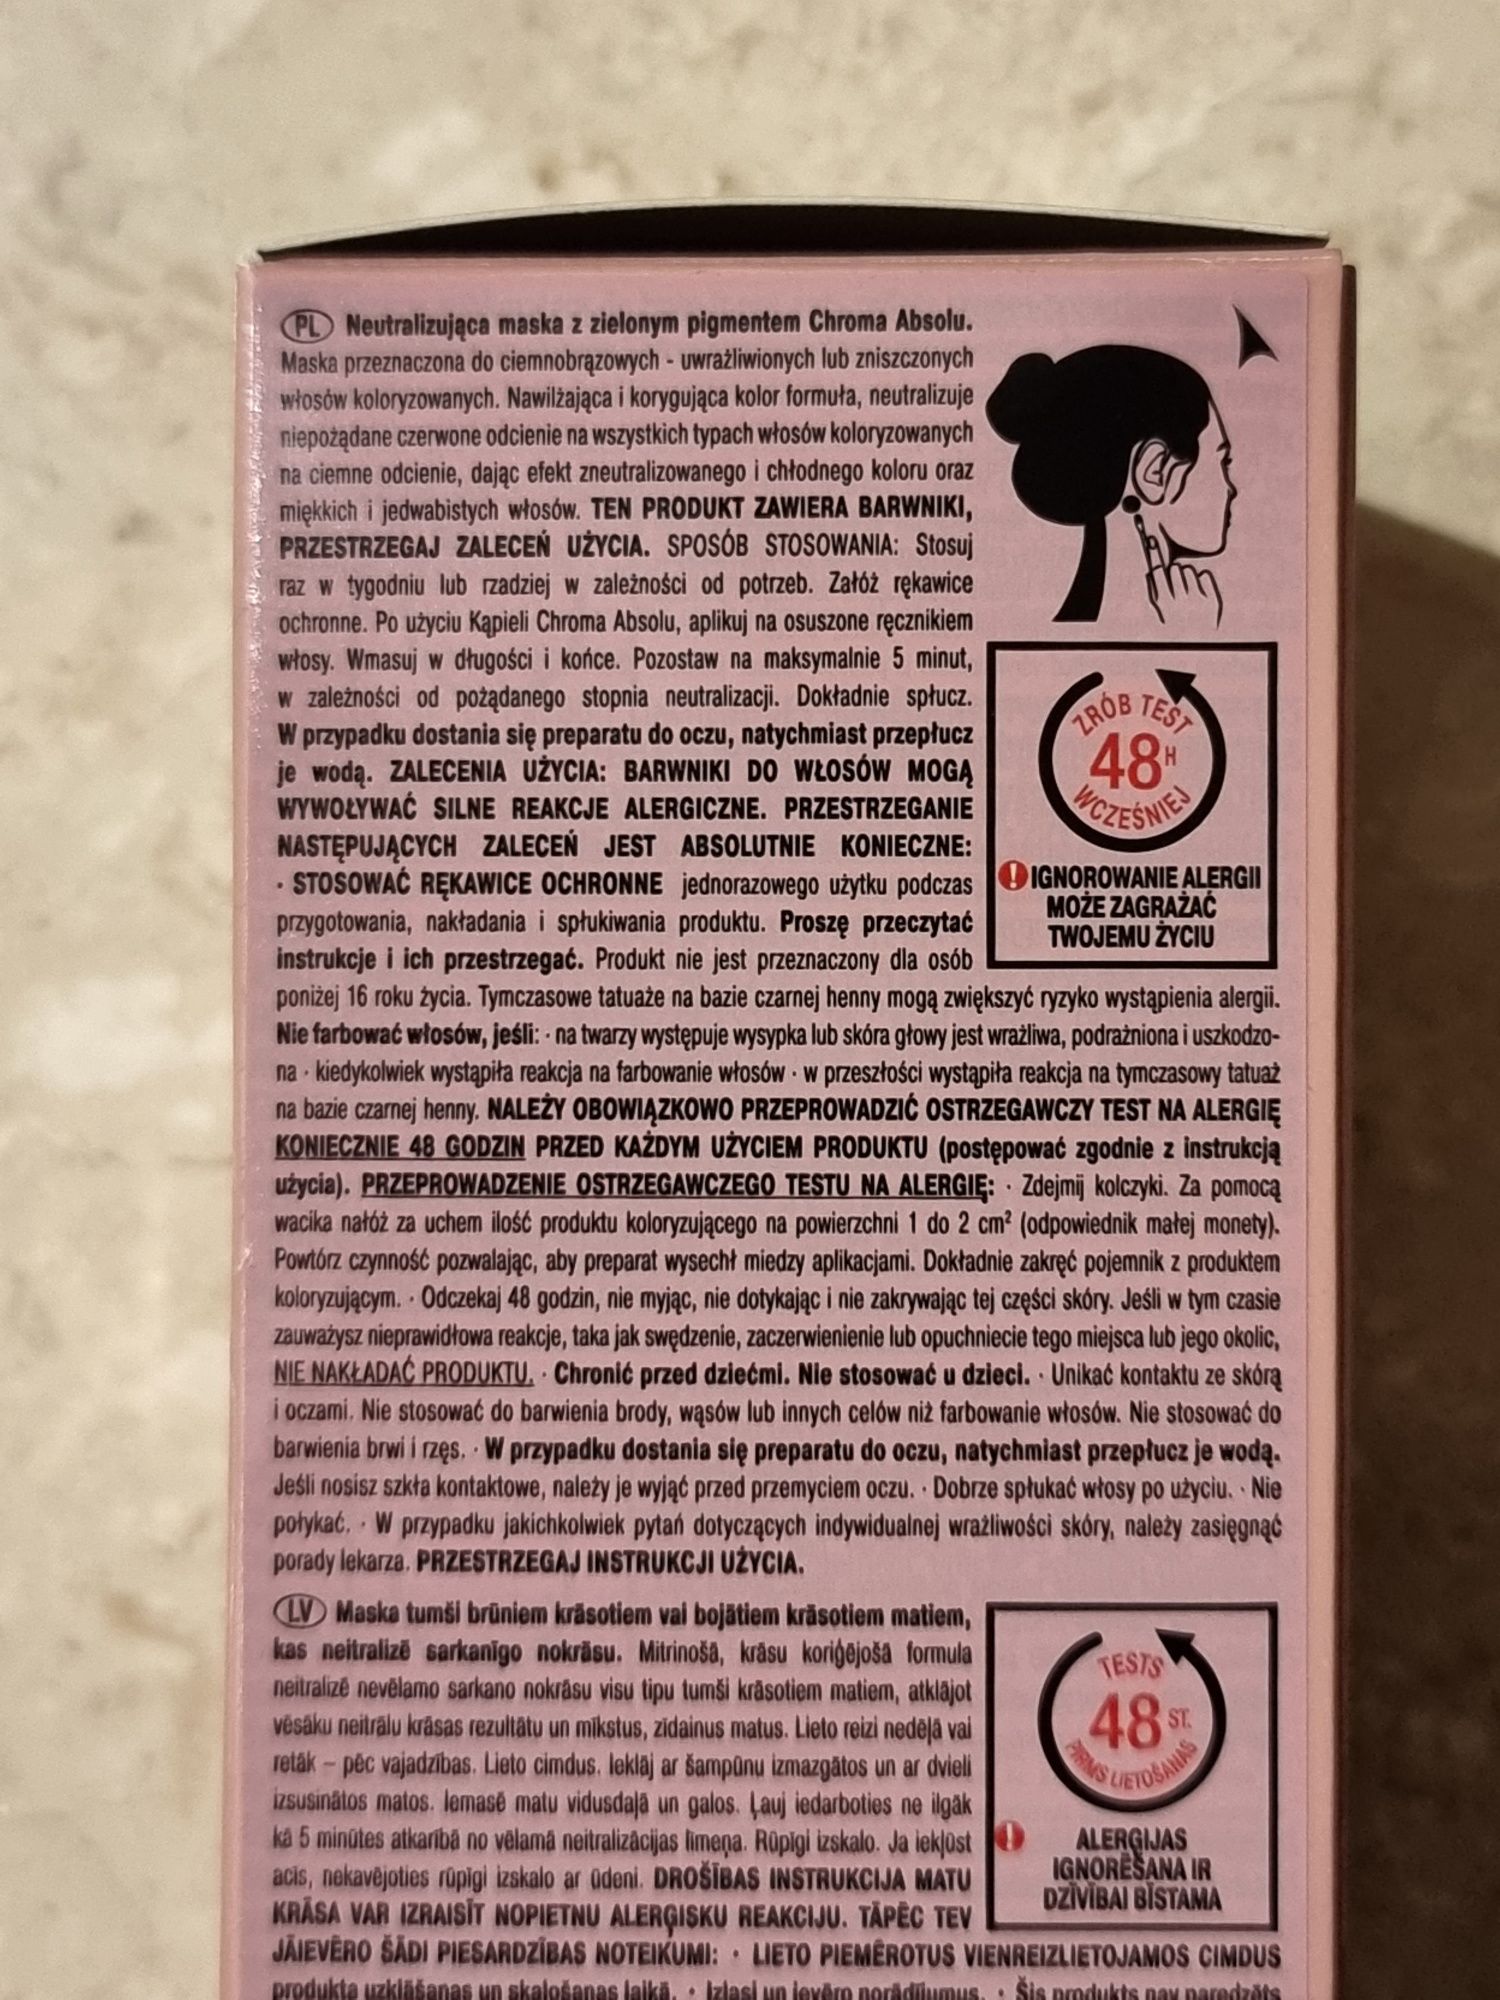 PL Neutralizująca maska z zielonym pigmentem Chroma Absolu.
Maska przeznaczona do ciemnobrązowych - uwrażliwionych lub zniszczonych
włosów koloryzowanych. Nawilżająca i korygująca kolor formuła, neutralizuje
niepożądane czerwone odcienie na wszystkich typach włosów koloryzowanych
na ciemne odcienie, dając efekt zneutralizowanego i chłodnego koloru oraz
miękkich i jedwabistych włosów. TEN PRODUKT ZAWIERA BARWNIKI,
PRZESTRZEGAJ ZALECEŃ UŻYCIA. SPOSÓB STOSOWANIA: Stosuj
raz w tygodniu lub rzadziej w zależności od potrzeb. Załóż rękawice
ochronne. Po użyciu Kąpieli Chroma Absolu, aplikuj na osuszone ręcznikiem
włosy. Wmasuj w długości i końce. Pozostaw na maksymalnie 5 minut,
w zależności od pożądanego stopnia neutralizacji. Dokładnie spłucz.
W przypadku dostania się preparatu do oczu, natychmiast przepłucz
je wodą. ZALECENIA UŻYCIA: BARWNIKI DO WŁOSÓW MOGĄ
WYWOŁYWAĆ SILNE REAKCJE ALERGICZNE. PRZESTRZEGANIE
NASTĘPUJĄCYCH ZALECEŃ JEST ABSOLUTNIE KONIECZNE:
· STOSOWAĆ RĘKAWICE OCHRONNE jednorazowego użytku podczas
przygotowania, nakładania i spłukiwania produktu. Proszę przeczytać
instrukcje i ich przestrzegać. Produkt nie jest przeznaczony dla osób
poniżej 16 roku życia. Tymczasowe tatuaże na bazie czarnej henny mogą zwiększyć ryzyko wystąpienia alergii.
Nie farbować włosów, jeśli: · na twarzy występuje wysypka lub skóra głowy jest wrażliwa, podrażniona i uszkodzo-
na · kiedykolwiek wystąpiła reakcja na farbowanie włosów · w przeszłości wystąpiła reakcja na tymczasowy tatuaż
na bazie czarnej henny. NALEŻY OBOWIĄZKOWO PRZEPROWADZIĆ OSTRZEGAWCZY TEST NA ALERGIĘ
KONIECZNIE 48 GODZIN PRZED KAŻDYM UŻYCIEM PRODUKTU (postępować zgodnie z instrukcją
użycia). PRZEPROWADZENIE OSTRZEGAWCZEGO TESTU NA ALERGIĘ: · Zdejmij kolczyki. Za pomocą
wacika nałóż za uchem ilość produktu koloryzującego na powierzchni 1 do 2 cm² (odpowiednik małej monety).
Powtórz czynność pozwalając, aby preparat wysechł miedzy aplikacjami. Dokładnie zakręć pojemnik z produktem
koloryzującym. · Odczekaj 48 godzin, nie myjąc, nie dotykając i nie zakrywając tej części skóry. Jeśli w tym czasie
zauważysz nieprawidłowa reakcje, taka jak swędzenie, zaczerwienienie lub opuchniecie tego miejsca lub jego okolic,
NIE NAKŁADAĆ PRODUKTU. · Chronić przed dziećmi. Nie stosować u dzieci. · Unikać kontaktu ze skórą
i oczami. Nie stosować do barwienia brody, wąsów lub innych celów niż farbowanie włosów. Nie stosować do
barwienia brwi i rzęs. · W przypadku dostania się preparatu do oczu, natychmiast przepłucz je wodą.
Jeśli nosisz szkła kontaktowe, należy je wyjąć przed przemyciem oczu. · Dobrze spłukać włosy po użyciu. · Nie
połykać. · W przypadku jakichkolwiek pytań dotyczących indywidualnej wrażliwości skóry, należy zasięgnąć
porady lekarza. PRZESTRZEGAJ INSTRUKCJI UŻYCIA.
ZRÓB TEST
48H
WCZEŚNIEJ
! IGNOROWANIE ALERGII
MOŻE ZAGRAŻAĆ
TWOJEMU ŻYCIU
LV Maska tumši brūniem krāsotiem vai bojātiem krāsotiem matiem,
kas neitralizē sarkanīgo nokrāsu. Mitrinošā, krāsu koriģējošā formula
neitralizē nevēlamo sarkano nokrāsu visu tipu tumši krāsotiem matiem, atklājot
vēsāku neitrālu krāsas rezultātu un mīkstus, zīdainus matus. Lieto reizi nedēļā vai
retāk – pēc vajadzības. Lieto cimdus. Ieklāj ar šampūnu izmazgātos un ar dvieli
izsusinātos matos. Iemasē matu vidusdaļā un galos. Ļauj iedarboties ne ilgāk
kā 5 minūtes atkarībā no vēlamā neitralizācijas līmeņa. Rūpīgi izskalo. Ja iekļūst
acīs, nekavējoties rūpīgi izskalo ar ūdeni. DROŠĪBAS INSTRUKCIJA MATU
KRĀSA VAR IZRAISĪT NOPIETNU ALERĢISKU REAKCIJU. TĀPĒC TEV
JĀIEVĒRO ŠĀDI PIESARDZĪBAS NOTEIKUMI: · LIETO PIEMĒROTUS VIENREIZLIETOJAMOS CIMDUS
produkta uzklāšanas un skalošanas laikā. · Izlasi un ievēro norādījumus. · Šis produkts nav paredzēts
TESTS
48 ST.
PIRMS LIETOŠANAS
! ALERĢIJAS
IGNORĒŠANA IR
DZĪVĪBAI BĪSTAMA